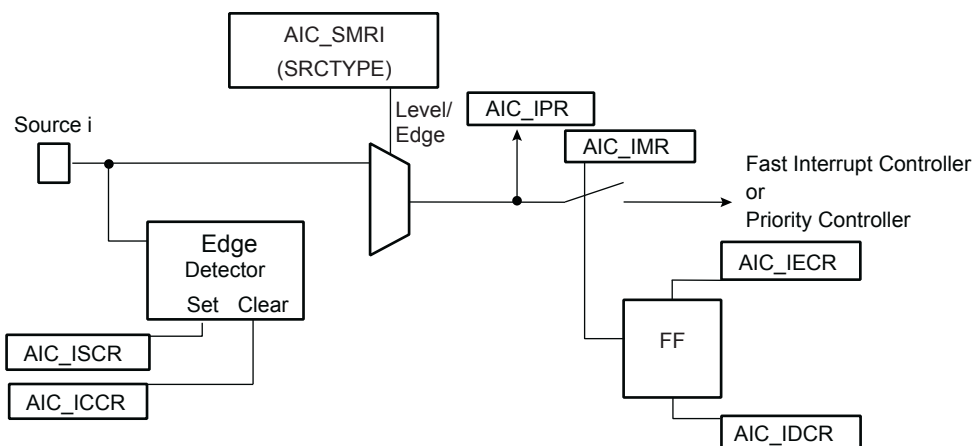 AIC_SMRI
(SRCTYPE)
Level/
Edge
AIC_IPR
AIC_IMR
Source i
Fast Interrupt Controller
or
Priority Controller
Edge
Detector
Set Clear
AIC_IECR
FF
AIC_ISCR
AIC_ICCR
AIC_IDCR